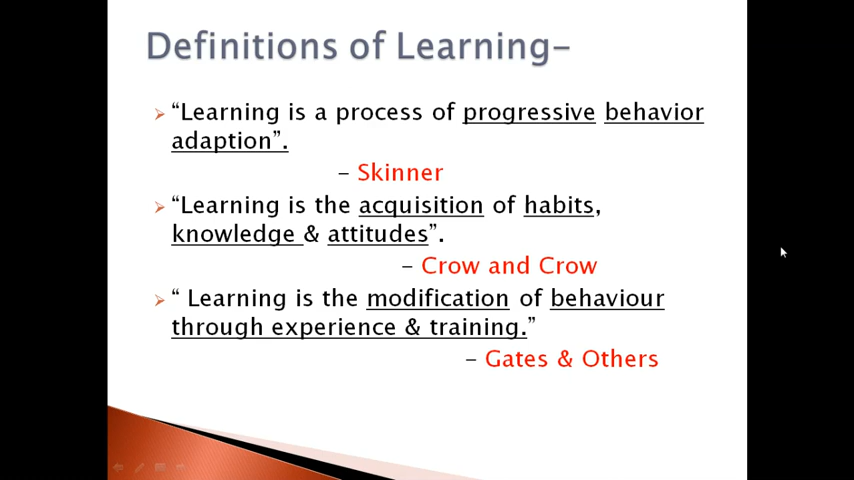 Definitions of Learning-
"Learning is a process of progressive behavior
adaption".
- Skinner
"Learning is the acquisition of habits,
knowledge & attitudes".
- Crow and Crow
" Learning is the modification of behaviour
through experience & training."
- Gates & Others